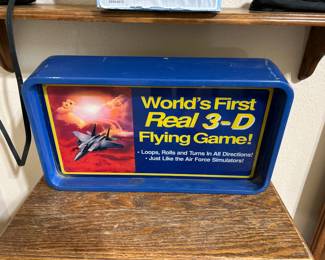 World's First
Real 3-D
Flying Game!
• Loops, Rolls and Turns In All Directions!
• Just Like the Air Force Simulators!